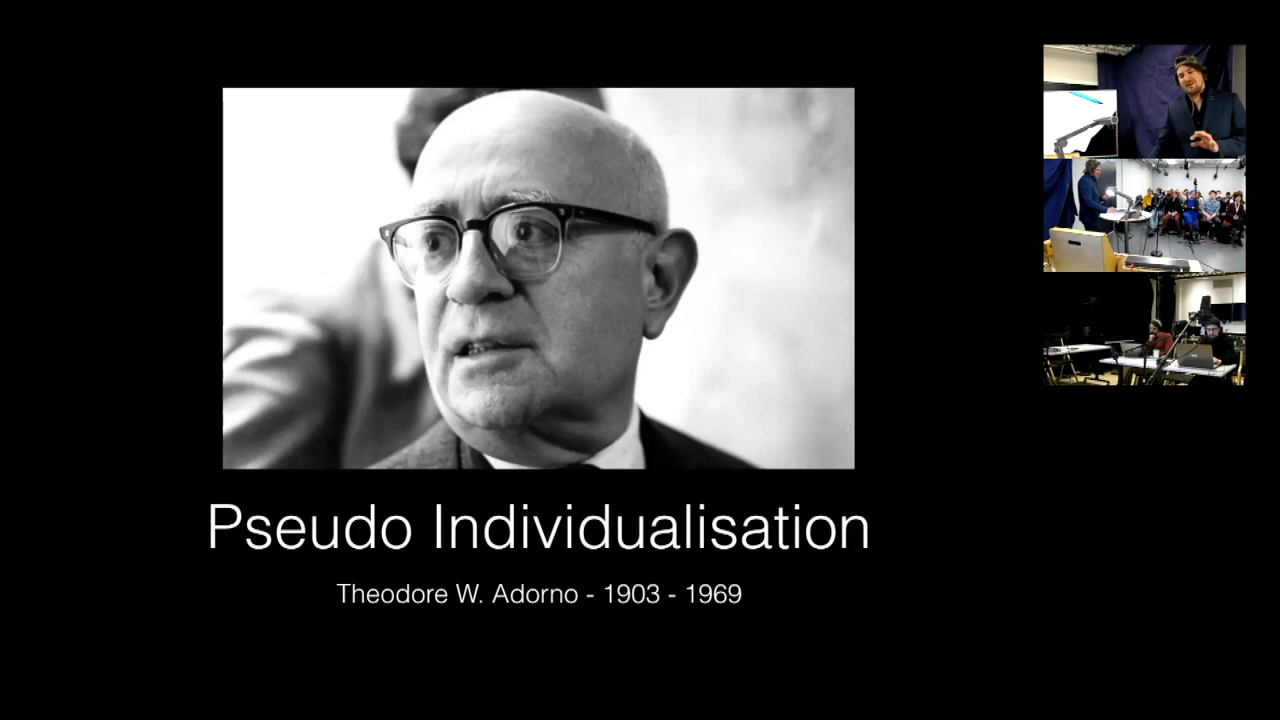 Pseudo Individualisation
Theodore W. Adorno - 1903 - 1969